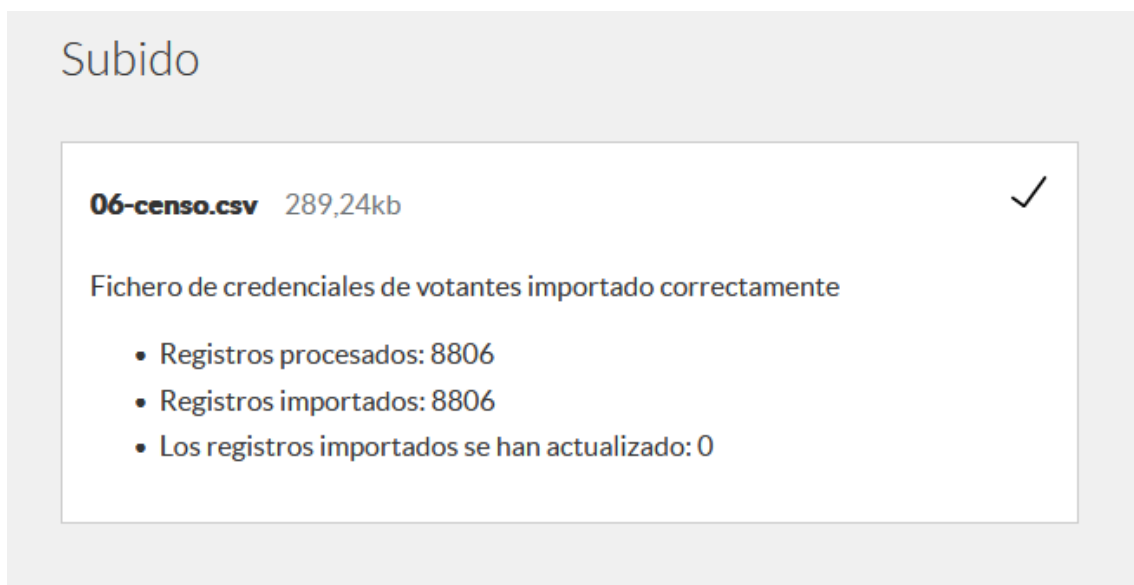 Subido
06-censo.csv 289,24kb
Fichero de credenciales de votantes importado correctamente
• Registros procesados: 8806
• Registros importados: 8806
• Los registros importados se han actualizado: 0